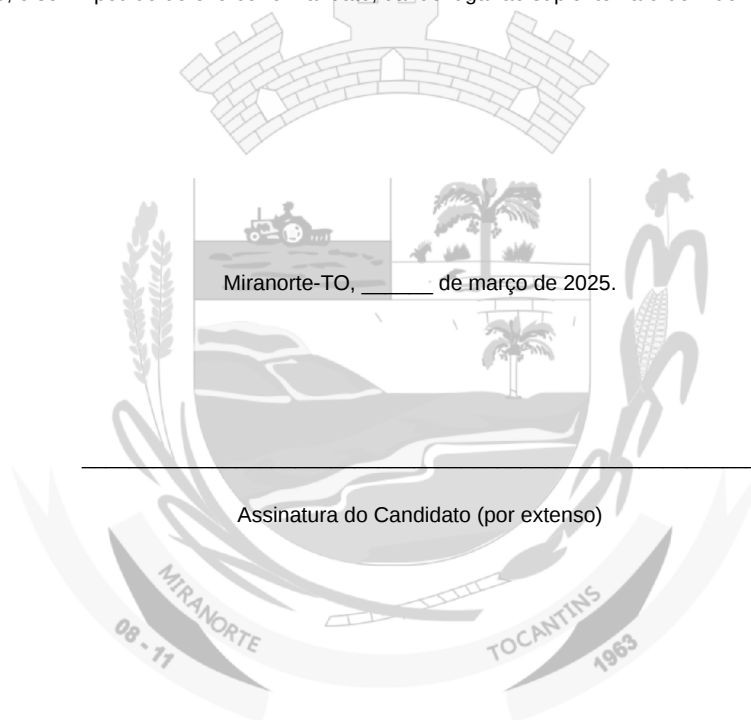 Miranorte-TO, ______ de março de 2025.
Assinatura do Candidato (por extenso)
MIRANORTE
TOCANTINS
08 - 11
1963